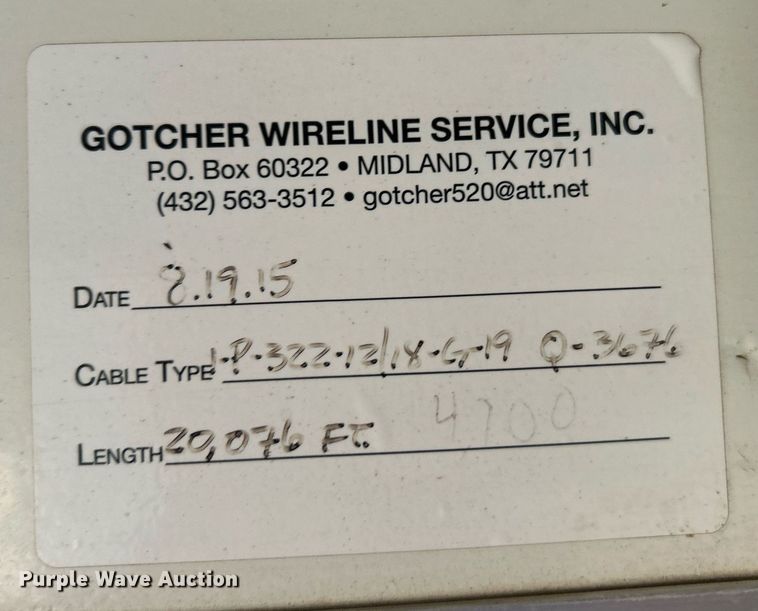 GOTCHER WIRELINE SERVICE, INC.
P.O. Box 60322 • MIDLAND, TX 79711
(432) 563-3512 • gotcher520@att.net
DATE 8.19.15
CABLE TYPE 1-P-322-12/18-G-19 Q-3676
LENGTH 20,076 FT. 4700
Purple Wave Auction